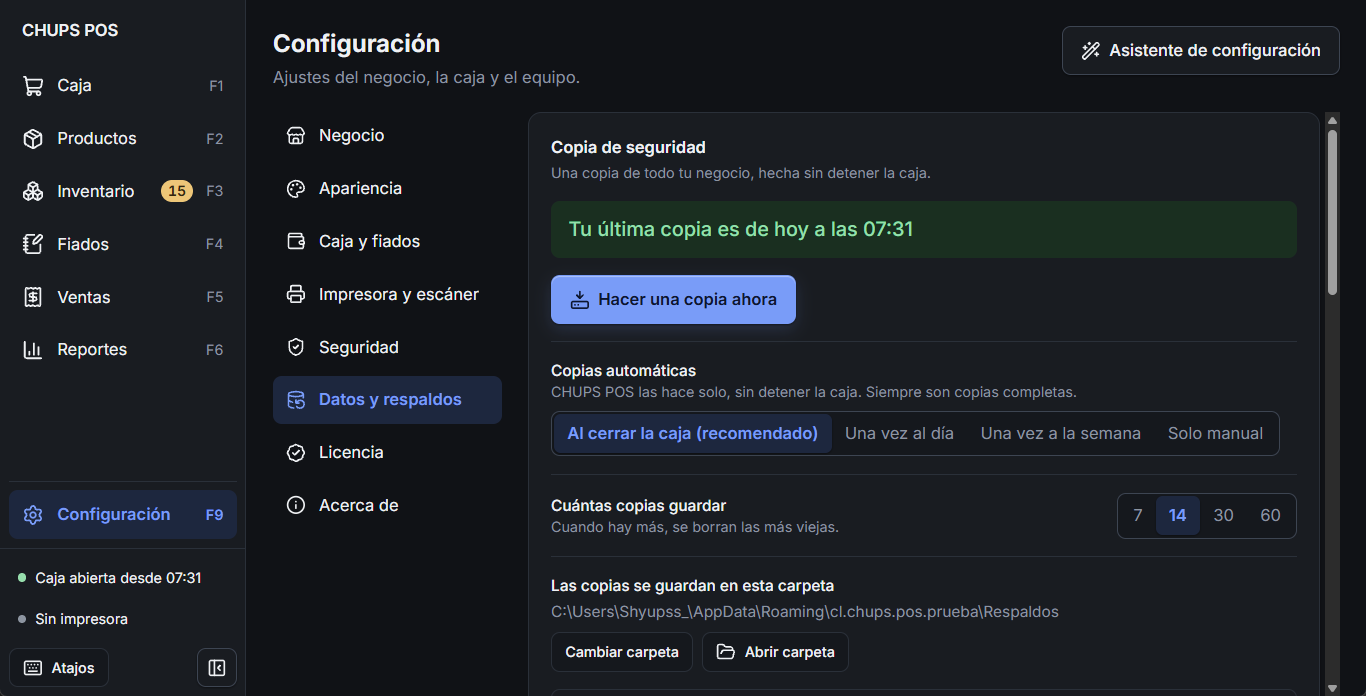 CHUPS POS
Caja F1
Productos F2
Inventario 15 F3
Fiados F4
Ventas F5
Reportes F6
Configuración F9
Caja abierta desde 07:31
Sin impresora
Atajos
Configuración
Ajustes del negocio, la caja y el equipo.
Asistente de configuración
Negocio
Apariencia
Caja y fiados
Impresora y escáner
Seguridad
Datos y respaldos
Licencia
Acerca de
Copia de seguridad
Una copia de todo tu negocio, hecha sin detener la caja.
Tu última copia es de hoy a las 07:31
Hacer una copia ahora
Copias automáticas
CHUPS POS las hace solo, sin detener la caja. Siempre son copias completas.
Al cerrar la caja (recomendado) Una vez al día Una vez a la semana Solo manual
Cuántas copias guardar
Cuando hay más, se borran las más viejas.
7 14 30 60
Las copias se guardan en esta carpeta
C:\Users\Shyupss_\AppData\Roaming\cl.chups.pos.prueba\Respaldos
Cambiar carpeta Abrir carpeta